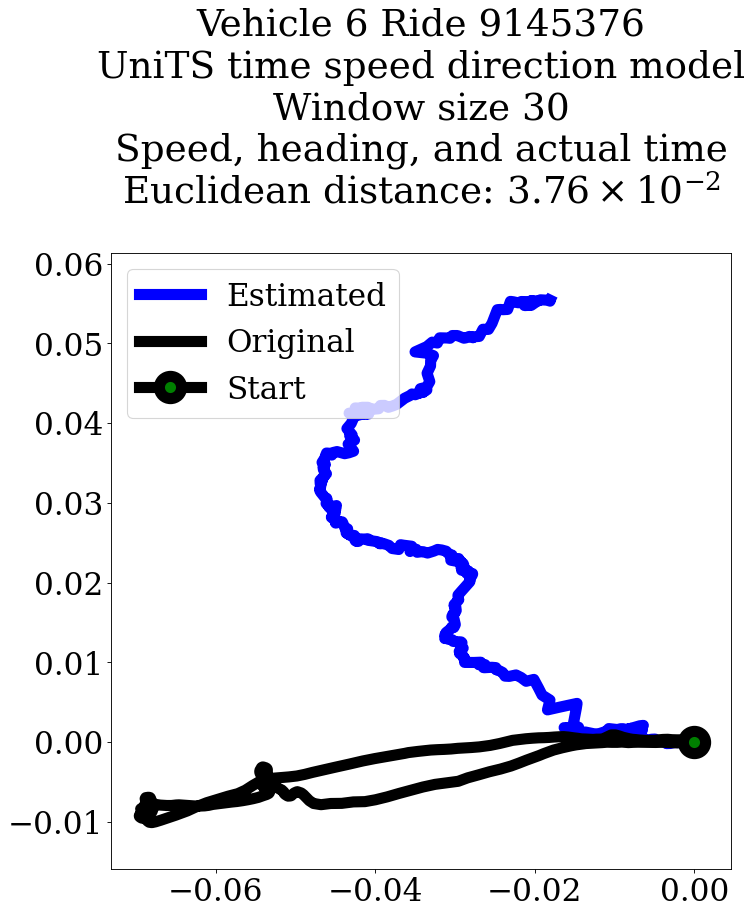 Vehicle 6 Ride 9145376
UniTS time speed direction model
Window size 30
Speed, heading, and actual time
Euclidean distance: 3.76 × 10⁻²
0.06
0.05
0.04
0.03
0.02
0.01
0.00
−0.01
Estimated
Original
Start
−0.06 −0.04 −0.02 0.00